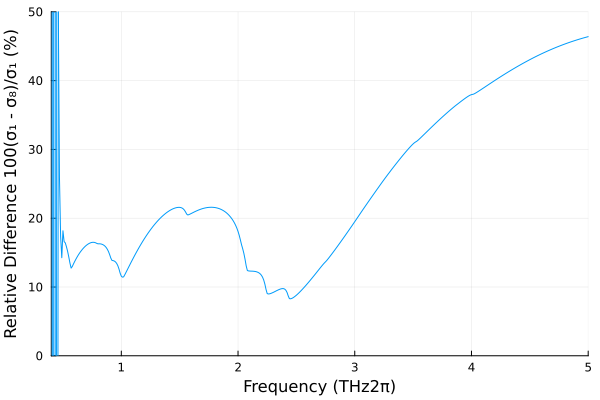 Relative Difference 100(σ₁ - σ₈)/σ₁ (%)
50
40
30
20
10
0
1 2 3 4 5
Frequency (THz2π)